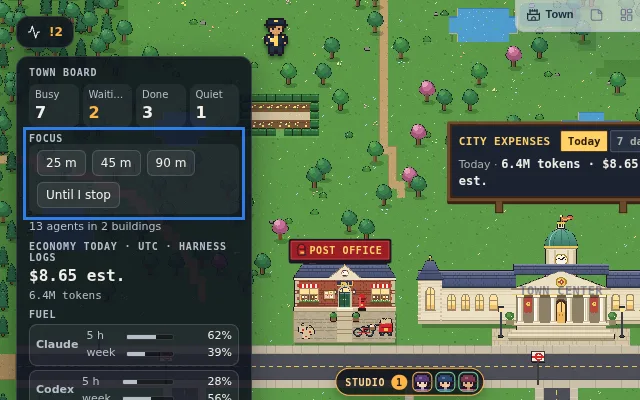 !2
Town
TOWN BOARD
Busy
Waiti...
Done
Quiet
7
2
3
1
FOCUS
25 m
45 m
90 m
Until I stop
13 agents in 2 buildings
ECONOMY TODAY · UTC · HARNESS
LOGS
$8.65 est.
6.4M tokens
FUEL
Claude
5 h
62%
week
39%
Codex
5 h
28%
week
56%
CITY EXPENSES
Today
7 da
Today · 6.4M tokens · $8.65
est.
POST OFFICE
TOWN CENTER
STUDIO
1